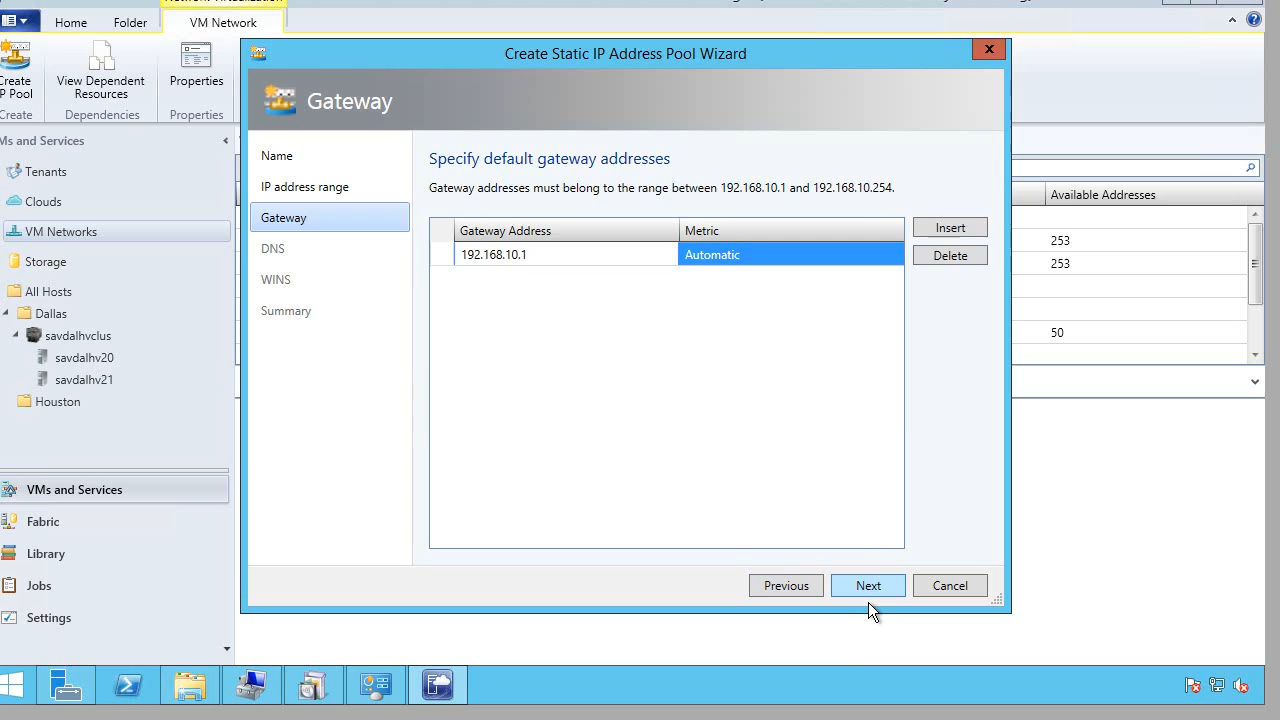 Home
Folder
VM Network
View Dependent
Resources
Properties
Dependencies
Properties
Create Static IP Address Pool Wizard
Gateway
Name
IP address range
Gateway
DNS
WINS
Summary
Specify default gateway addresses
Gateway addresses must belong to the range between 192.168.10.1 and 192.168.10.254.
Gateway Address
Metric
192.168.10.1
Automatic
Insert
Delete
Previous
Next
Cancel
Ms and Services
Tenants
Clouds
VM Networks
Storage
All Hosts
Dallas
savdalhvclus
savdalhv20
savdalhv21
Houston
VMs and Services
Fabric
Library
Jobs
Settings
Create
P Pool
Create
Available Addresses
253
253
50